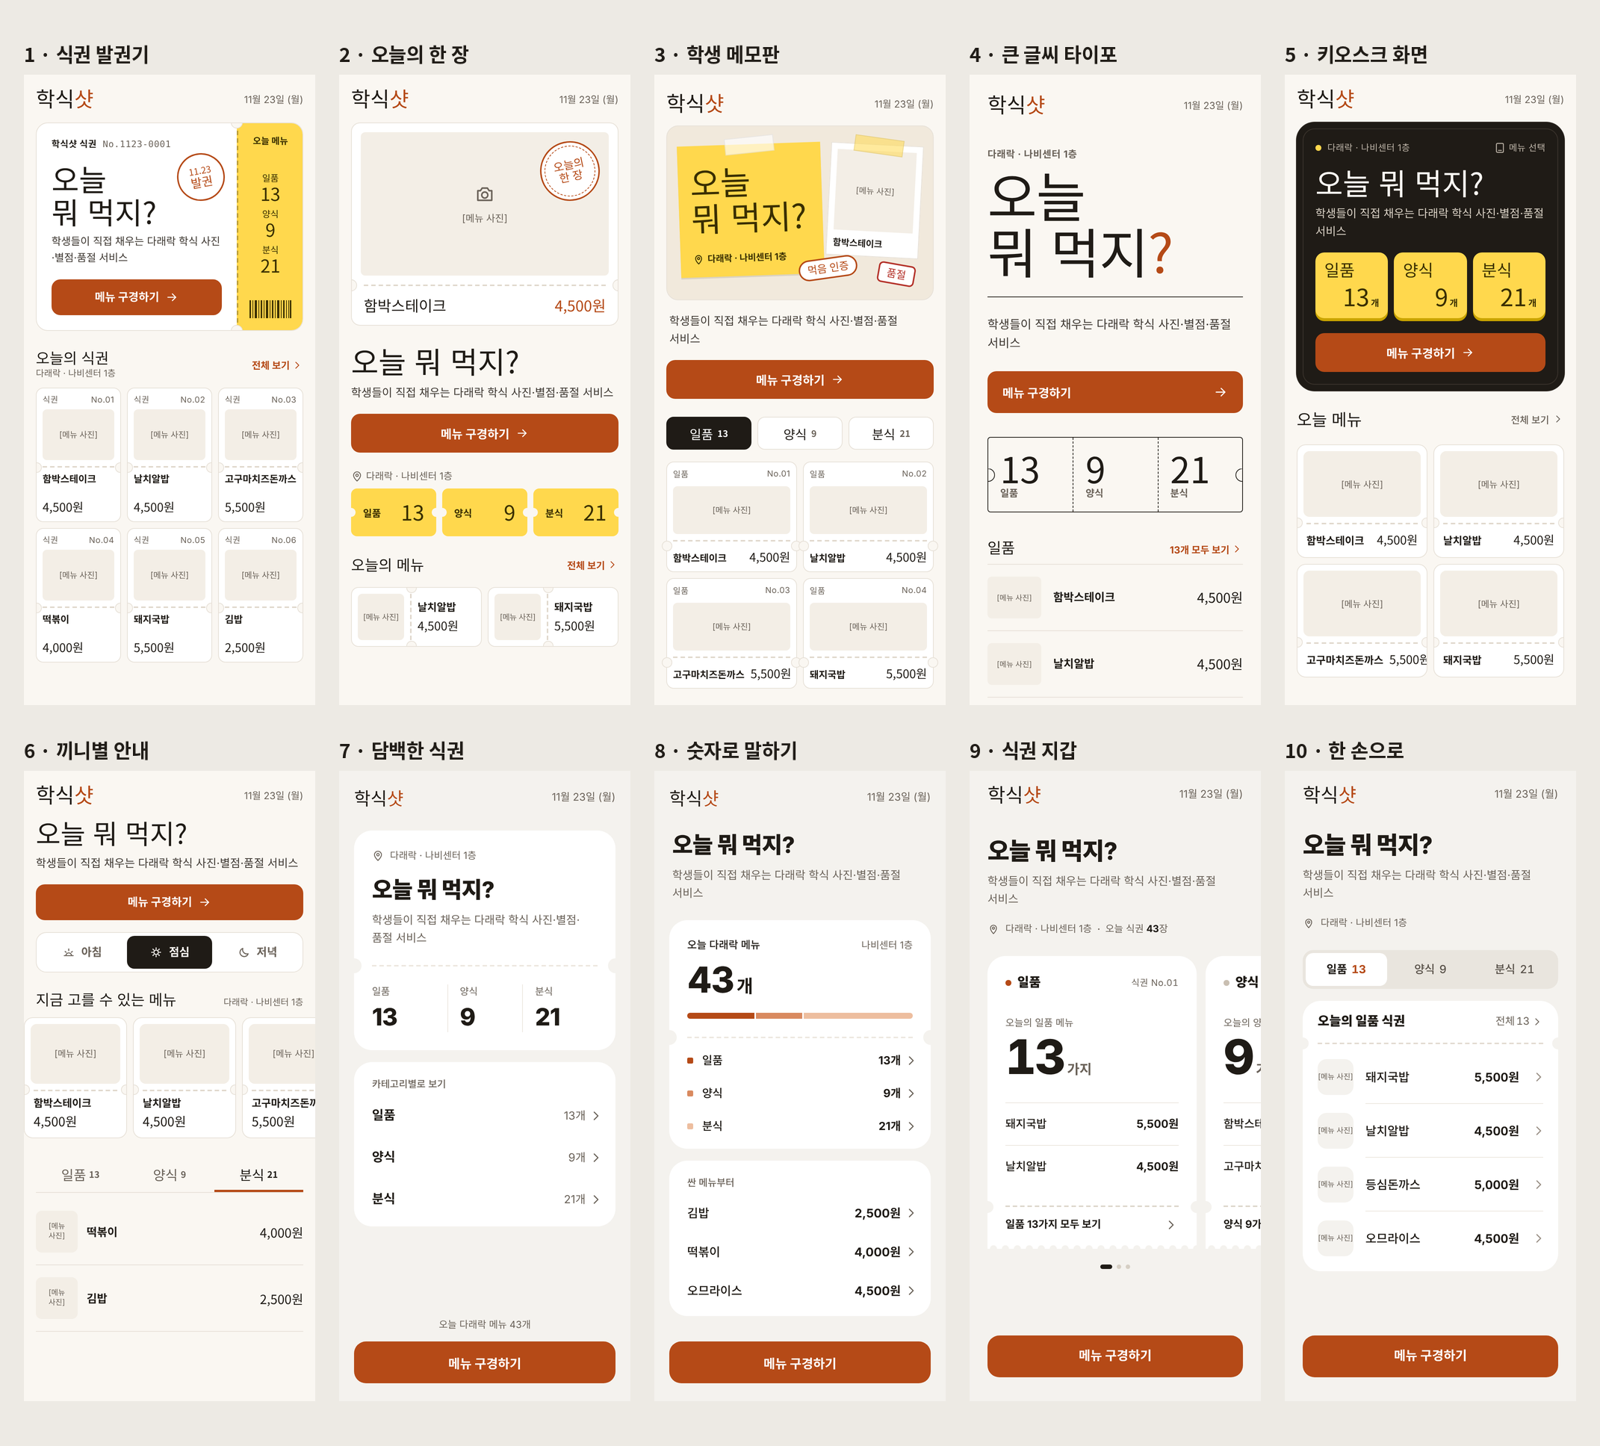 1 · 식권 발권기
학식샷
11월 23일 (월)
학식샷 식권 No.1123-0001
오늘
뭐 먹지?
11.23
발권
학생들이 직접 채우는 다래락 학식 사진
·별점·품절 서비스
메뉴 구경하기 →
오늘 메뉴
일품
13
양식
9
분식
21
오늘의 식권
다래락 · 나비센터 1층
전체 보기 >
식권 No.01
[메뉴 사진]
함박스테이크
4,500원
식권 No.02
[메뉴 사진]
날치알밥
4,500원
식권 No.03
[메뉴 사진]
고구마치즈돈까스
5,500원
식권 No.04
[메뉴 사진]
떡볶이
4,000원
식권 No.05
[메뉴 사진]
돼지국밥
5,500원
식권 No.06
[메뉴 사진]
김밥
2,500원
2 · 오늘의 한 장
학식샷
11월 23일 (월)
오늘의
한 장
[메뉴 사진]
함박스테이크 4,500원
오늘 뭐 먹지?
학생들이 직접 채우는 다래락 학식 사진·별점·품절 서비스
메뉴 구경하기 →
다래락 · 나비센터 1층
일품 13
양식 9
분식 21
오늘의 메뉴
전체 보기 >
[메뉴 사진]
날치알밥
4,500원
[메뉴 사진]
돼지국밥
5,500원
3 · 학생 메모판
학식샷
11월 23일 (월)
오늘
뭐 먹지?
다래락 · 나비센터 1층
[메뉴 사진]
함박스테이크
먹음 인증
품절
학생들이 직접 채우는 다래락 학식 사진·별점·품절
서비스
메뉴 구경하기 →
일품 13
양식 9
분식 21
일품 No.01
[메뉴 사진]
함박스테이크 4,500원
일품 No.02
[메뉴 사진]
날치알밥 4,500원
일품 No.03
[메뉴 사진]
고구마치즈돈까스 5,500원
일품 No.04
[메뉴 사진]
돼지국밥 5,500원
4 · 큰 글씨 타이포
학식샷
11월 23일 (월)
다래락 · 나비센터 1층
오늘
뭐 먹지?
학생들이 직접 채우는 다래락 학식 사진·별점·품절
서비스
메뉴 구경하기 →
13
일품
9
양식
21
분식
일품
13개 모두 보기 >
[메뉴 사진] 함박스테이크 4,500원
[메뉴 사진] 날치알밥 4,500원
5 · 키오스크 화면
학식샷
11월 23일 (월)
다래락 · 나비센터 1층
메뉴 선택
오늘 뭐 먹지?
학생들이 직접 채우는 다래락 학식 사진·별점·품절
서비스
일품
13개
양식
9개
분식
21개
메뉴 구경하기 →
오늘 메뉴
전체 보기 >
[메뉴 사진]
함박스테이크 4,500원
[메뉴 사진]
날치알밥 4,500원
[메뉴 사진]
고구마치즈돈까스 5,500원
[메뉴 사진]
돼지국밥 5,500원
6 · 끼니별 안내
학식샷
11월 23일 (월)
오늘 뭐 먹지?
학생들이 직접 채우는 다래락 학식 사진·별점·품절 서비스
메뉴 구경하기 →
아침
점심
저녁
지금 고를 수 있는 메뉴
다래락 · 나비센터 1층
[메뉴 사진]
함박스테이크
4,500원
[메뉴 사진]
날치알밥
4,500원
[메뉴 사진
고구마치즈돈까
5,500원
일품 13
양식 9
분식 21
[메뉴
사진]
떡볶이 4,000원
[메뉴
사진]
김밥 2,500원
7 · 담백한 식권
학식샷
11월 23일 (월)
다래락 · 나비센터 1층
오늘 뭐 먹지?
학생들이 직접 채우는 다래락 학식 사진·별점·
품절 서비스
일품
13
양식
9
분식
21
카테고리별로 보기
일품 13개 >
양식 9개 >
분식 21개 >
오늘 다래락 메뉴 43개
메뉴 구경하기
8 · 숫자로 말하기
학식샷
11월 23일 (월)
오늘 뭐 먹지?
학생들이 직접 채우는 다래락 학식 사진·별점·품절
서비스
오늘 다래락 메뉴
나비센터 1층
43개
일품 13개 >
양식 9개 >
분식 21개 >
싼 메뉴부터
김밥 2,500원 >
떡볶이 4,000원 >
오므라이스 4,500원 >
메뉴 구경하기
9 · 식권 지갑
학식샷
11월 23일 (월)
오늘 뭐 먹지?
학생들이 직접 채우는 다래락 학식 사진·별점·품절
서비스
다래락 · 나비센터 1층 · 오늘 식권 43장
일품
식권 No.01
오늘의 일품 메뉴
13가지
돼지국밥 5,500원
날치알밥 4,500원
일품 13가지 모두 보기 >
양식
오늘의 양
9
함박스테
고구마치
양식 9가
메뉴 구경하기
10 · 한 손으로
학식샷
11월 23일 (월)
오늘 뭐 먹지?
학생들이 직접 채우는 다래락 학식 사진·별점·품절
서비스
다래락 · 나비센터 1층
일품 13
양식 9
분식 21
오늘의 일품 식권
전체 13 >
[메뉴 사진] 돼지국밥 5,500원 >
[메뉴 사진] 날치알밥 4,500원 >
[메뉴 사진] 등심돈까스 5,000원 >
[메뉴 사진] 오므라이스 4,500원 >
메뉴 구경하기